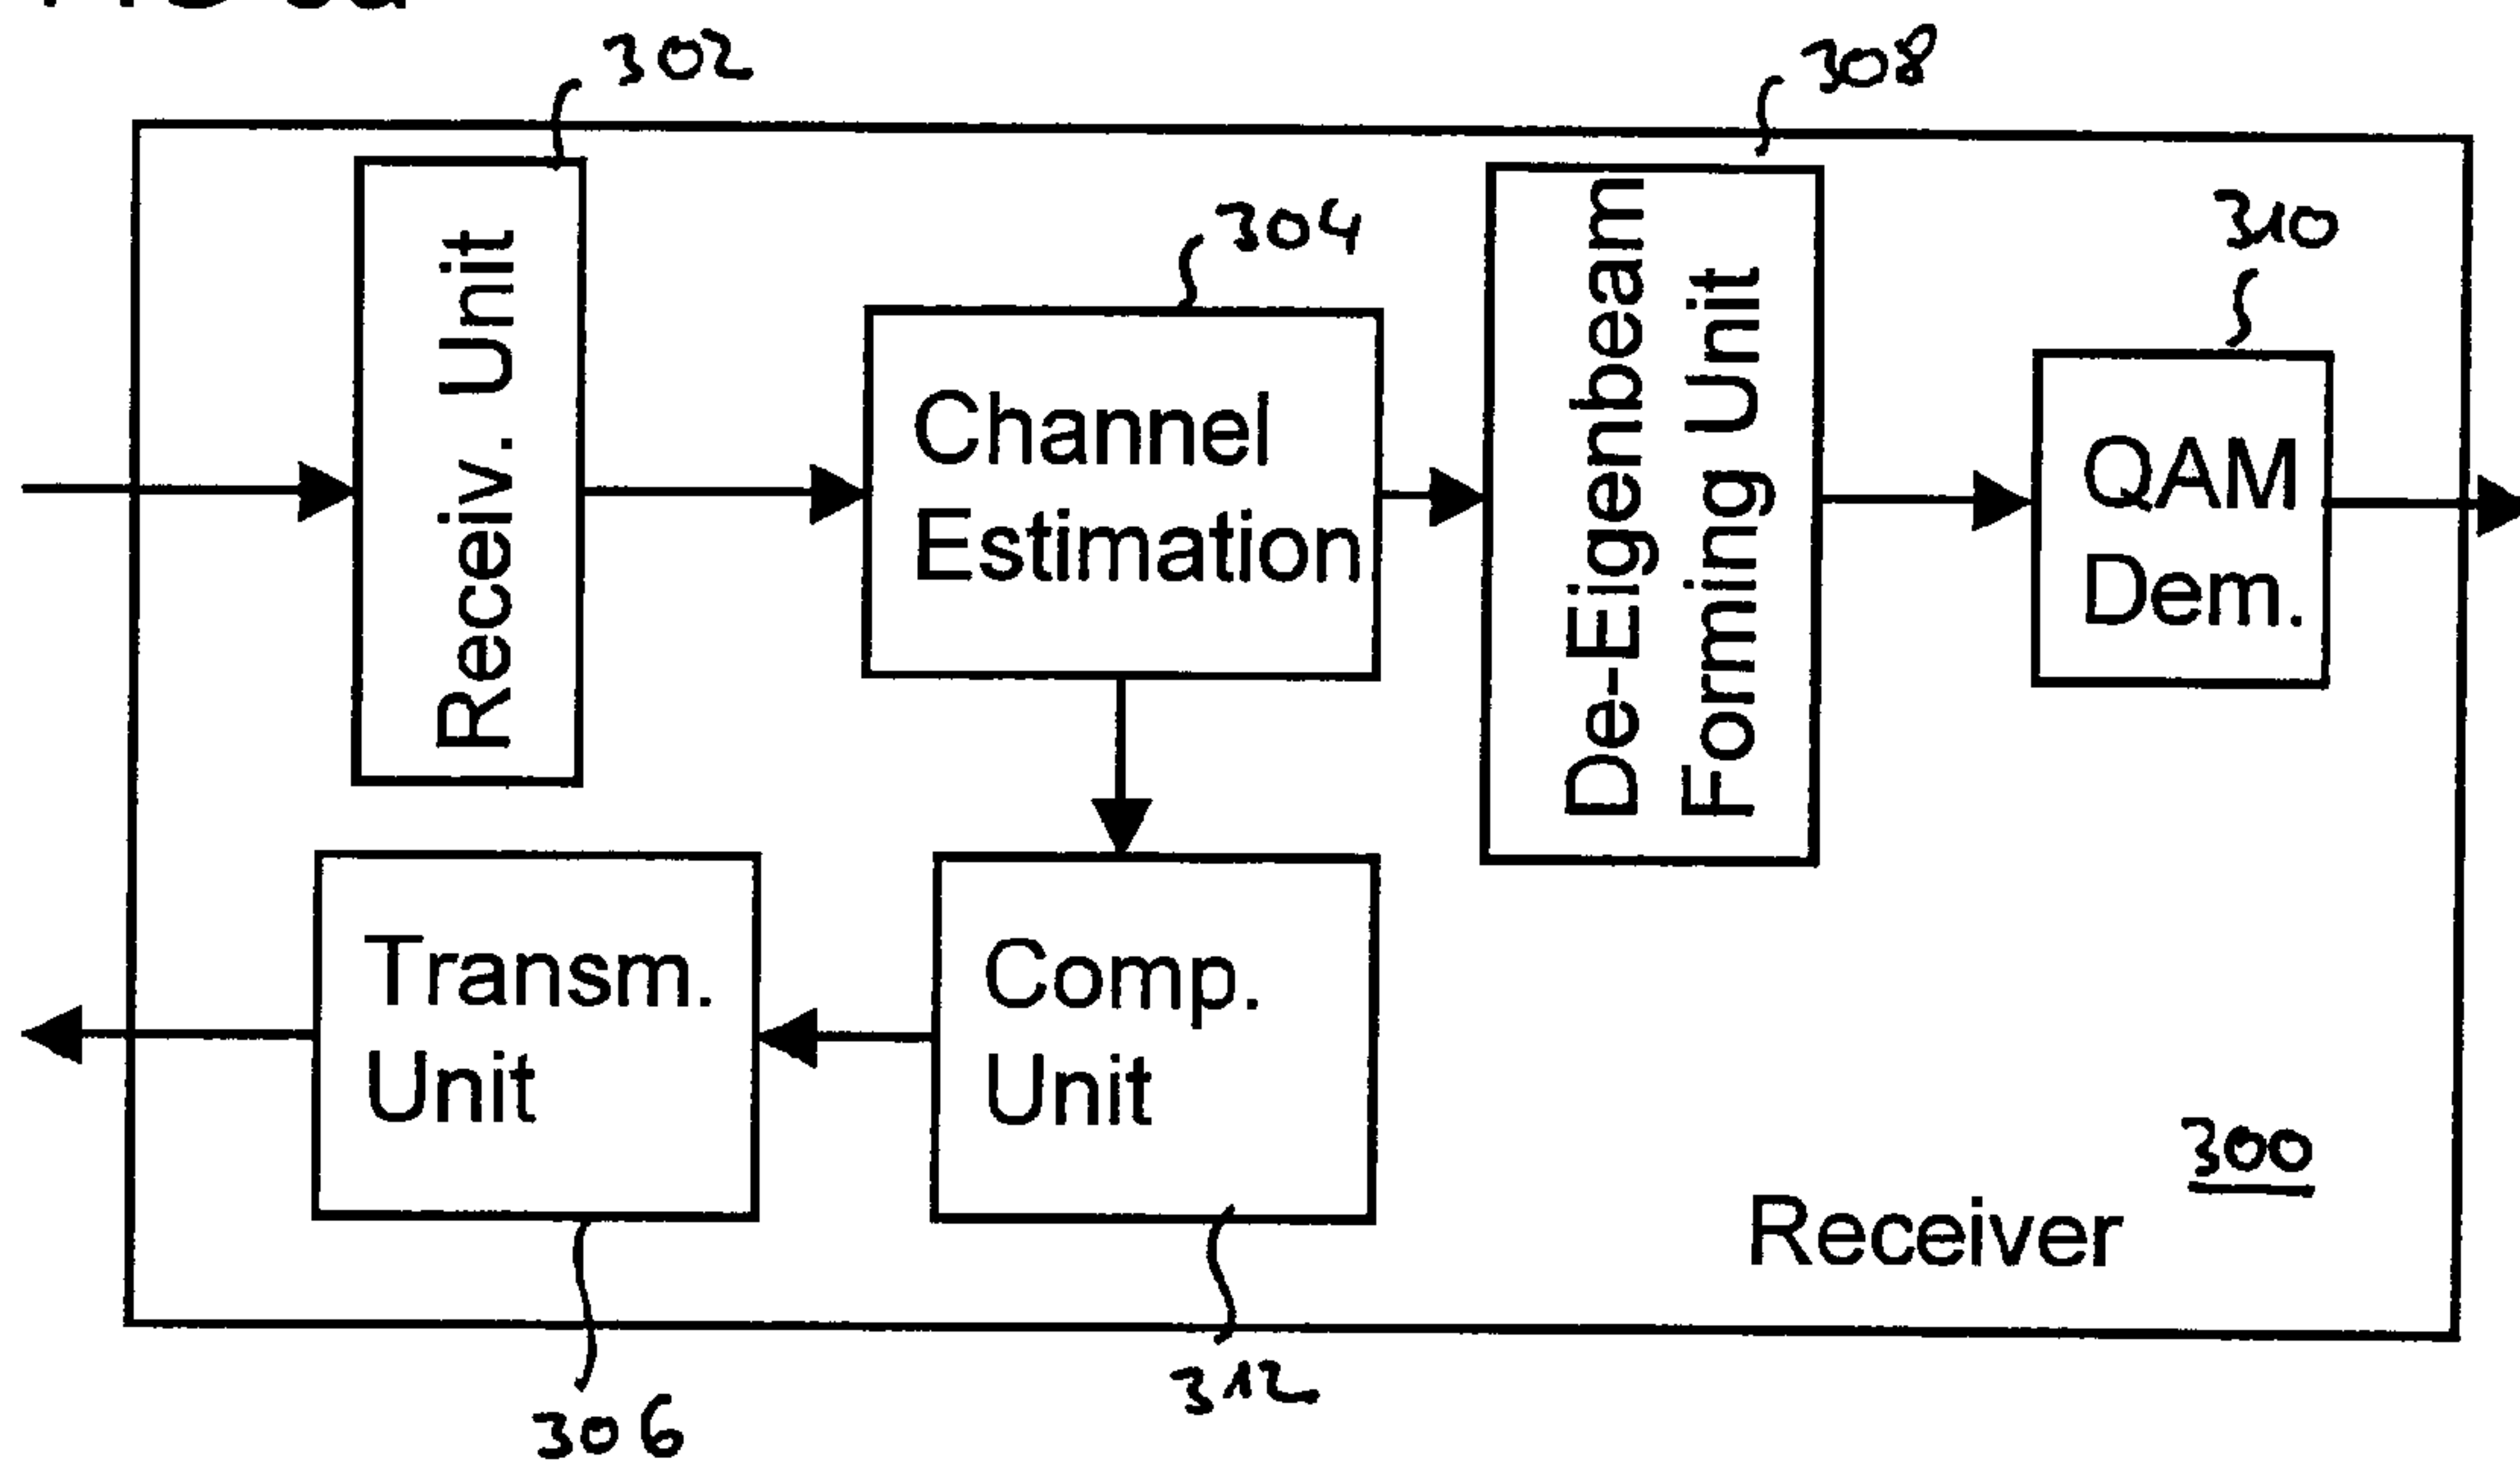 302
308
304
310
Receiv. Unit
Channel
Estimation
De-Eigenbeam
Forming Unit
QAM
Dem.
Transm.
Unit
Comp.
Unit
300
Receiver
306
312